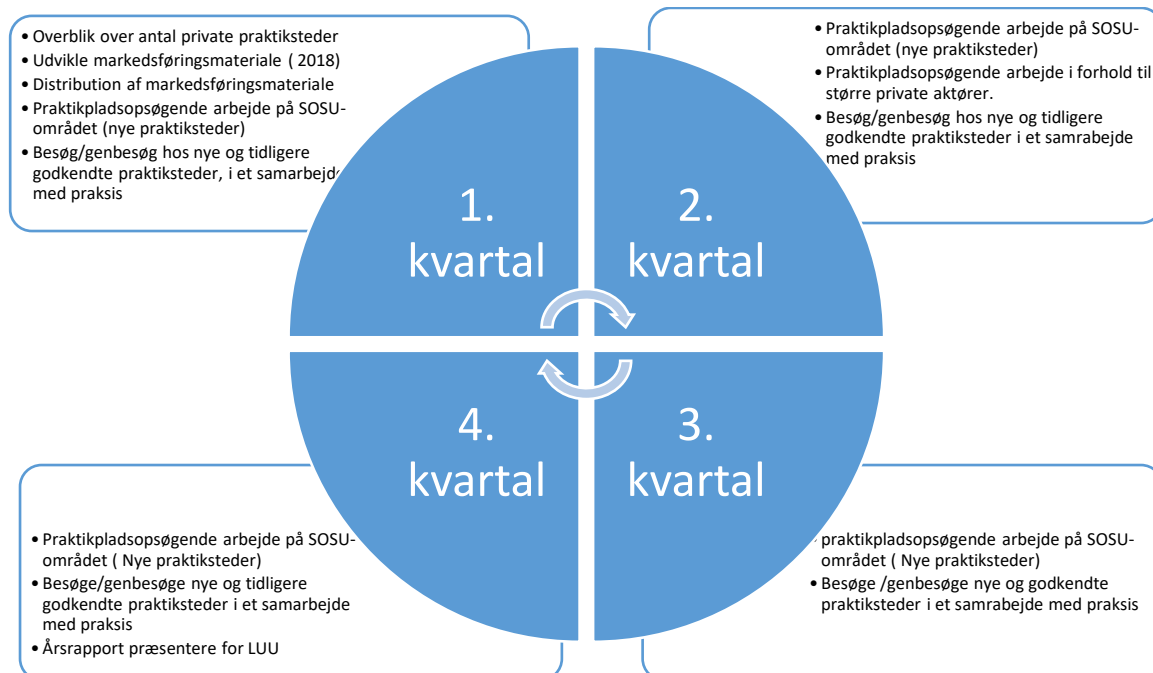 • Overblik over antal private praktiksteder
• Udvikle markedsføringsmateriale ( 2018)
• Distribution af markedsføringsmateriale
• Praktikpladsopsøgende arbejde på SOSU-
området (nye praktiksteder)
• Besøg/genbesøg hos nye og tidligere
godkendte praktiksteder, i et samarbejde
med praksis
• Praktikpladsopsøgende arbejde på SOSU-
området (nye praktiksteder)
• Praktikpladsopsøgende arbejde i forhold til
større private aktører.
• Besøg/genbesøg hos nye og tidligere
godkendte praktiksteder i et samrabejde
med praksis
1.
kvartal
2.
kvartal
4.
kvartal
3.
kvartal
• Praktikpladsopsøgende arbejde på SOSU-
området ( Nye praktiksteder)
• Besøge/genbesøge nye og tidligere
godkendte praktiksteder i et samarbejde
med praksis
• Årsrapport præsentere for LUU
• praktikpladsopsøgende arbejde på SOSU-
området ( Nye praktiksteder)
• Besøge /genbesøge nye og godkendte
praktiksteder i et samrabejde med praksis